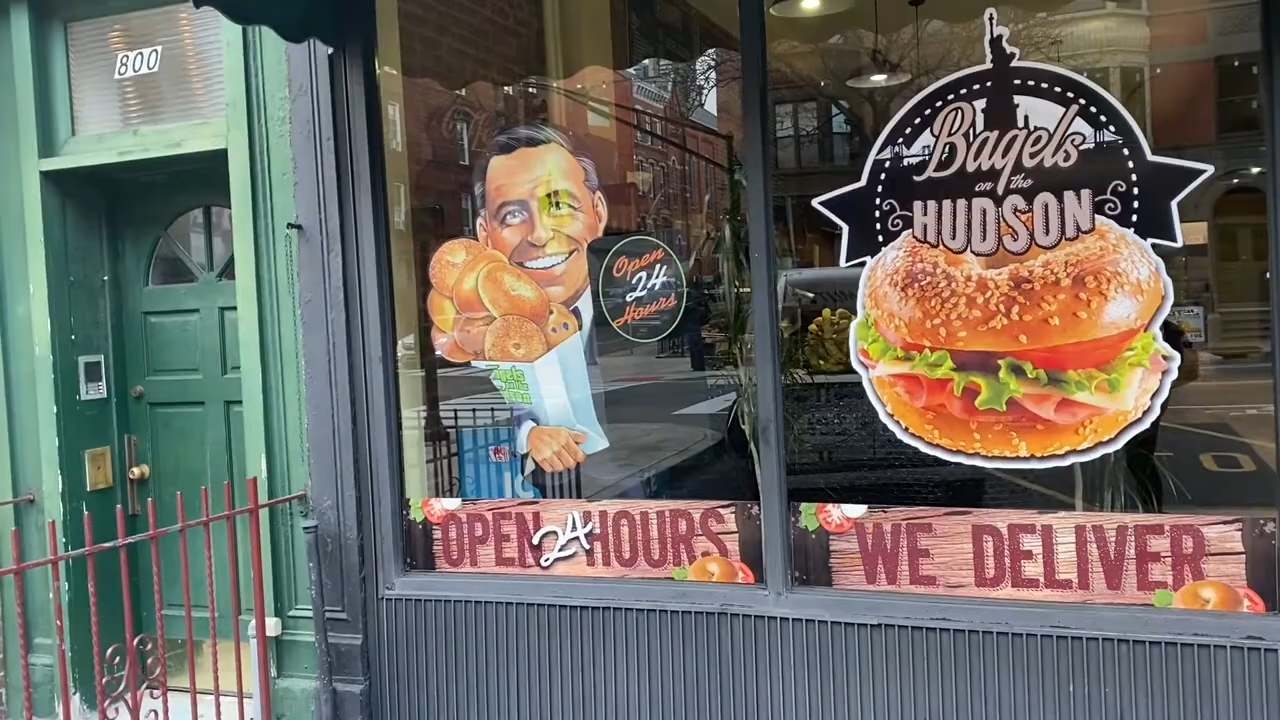 800
Open
24
Hours
Bagels
on the
HUDSON
OPEN 24 HOURS
WE DELIVER